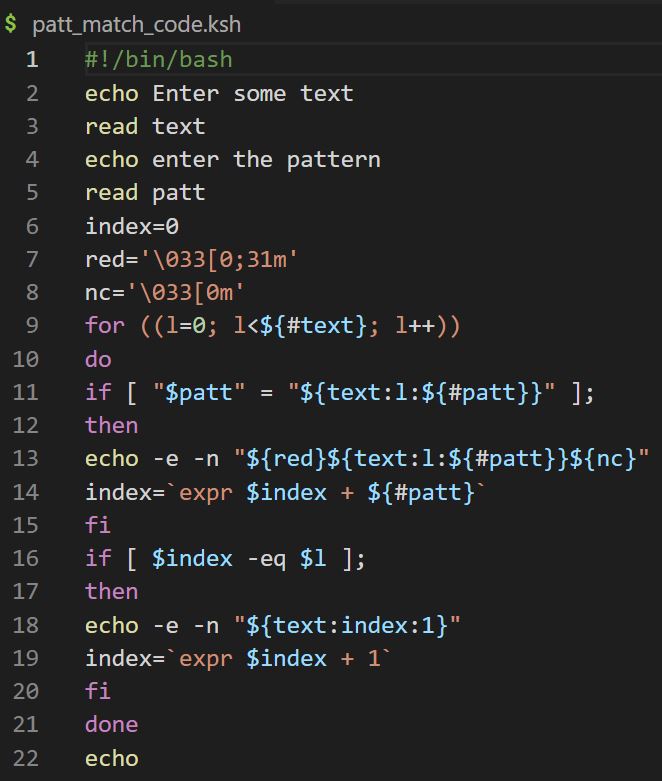 $ patt_match_code.ksh
1 #!/bin/bash
2 echo Enter some text
3 read text
4 echo enter the pattern
5 read patt
6 index=0
7 red='\033[0;31m'
8 nc='\033[0m'
9 for ((l=0; l<${#text}; l++))
10 do
11 if [ "$patt" = "${text:l:${#patt}}" ];
12 then
13 echo -e -n "${red}${text:l:${#patt}}${nc}"
14 index=`expr $index + ${#patt}`
15 fi
16 if [ $index -eq $l ];
17 then
18 echo -e -n "${text:index:1}"
19 index=`expr $index + 1`
20 fi
21 done
22 echo